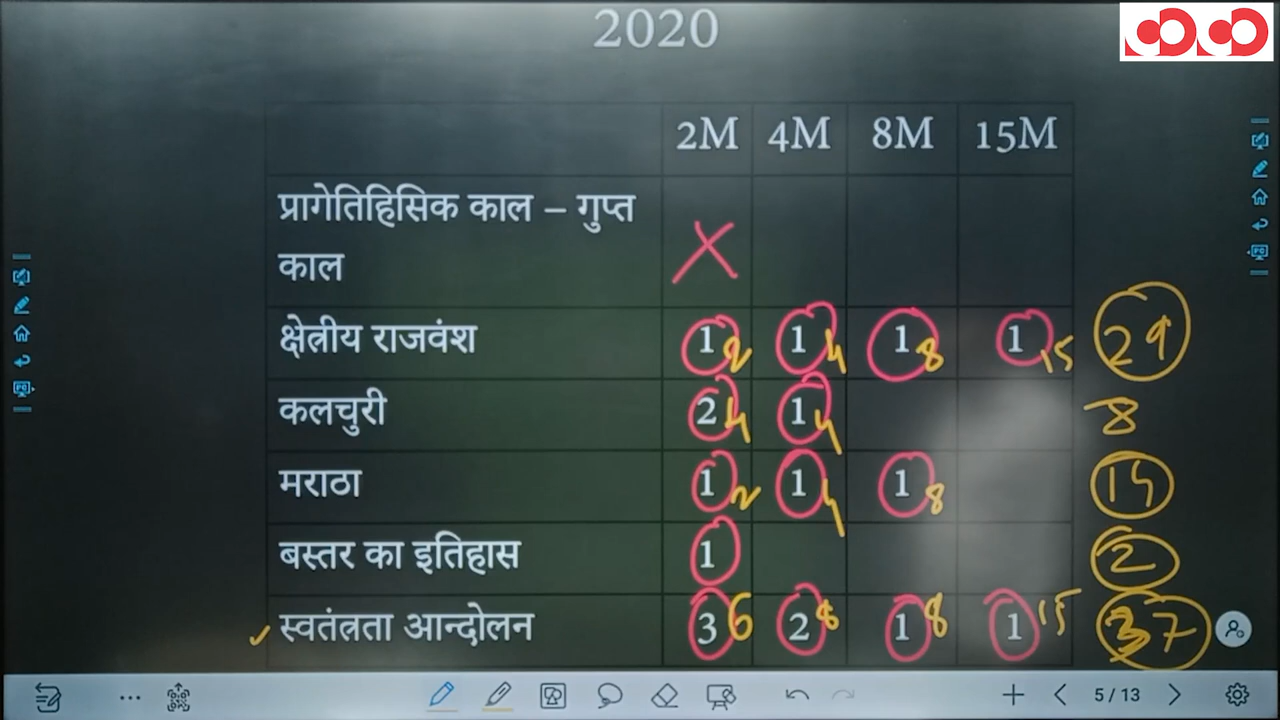 2020
2M 4M 8M 15M
प्रागेतिहिसिक काल – गुप्त
काल
क्षेत्रीय राजवंश 1 2 1 4 1 8 1 15 29
कलचुरी 2 4 1 4 8
मराठा 1 2 1 4 1 8 14
बस्तर का इतिहास 1 2
स्वतंत्रता आन्दोलन 3 6 2 8 1 8 1 15 37
5 / 13